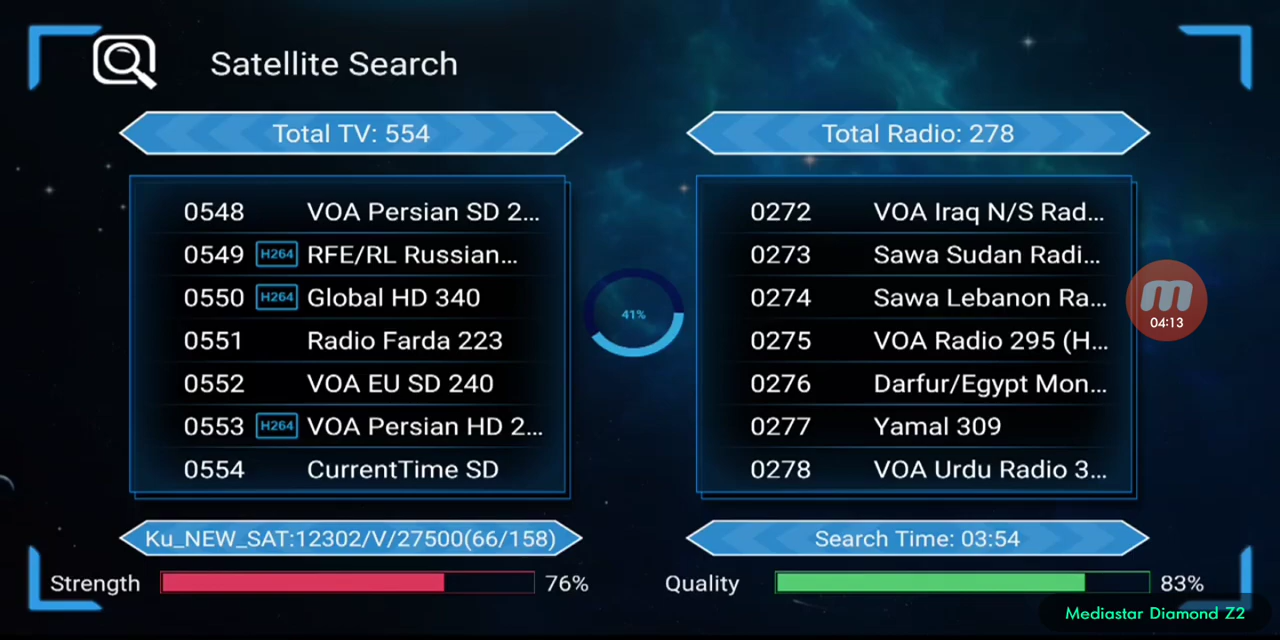 Satellite Search
Total TV: 554
Total Radio: 278
0548 VOA Persian SD 2...
0549 H264 RFE/RL Russian...
0550 H264 Global HD 340
0551 Radio Farda 223
0552 VOA EU SD 240
0553 H264 VOA Persian HD 2...
0554 CurrentTime SD
41%
0272 VOA Iraq N/S Rad...
0273 Sawa Sudan Radi...
0274 Sawa Lebanon Ra...
0275 VOA Radio 295 (H...
0276 Darfur/Egypt Mon...
0277 Yamal 309
0278 VOA Urdu Radio 3...
04:13
Ku_NEW_SAT:12302/V/27500(66/158)
Search Time: 03:54
Strength 76%
Quality 83%
Mediastar Diamond Z2